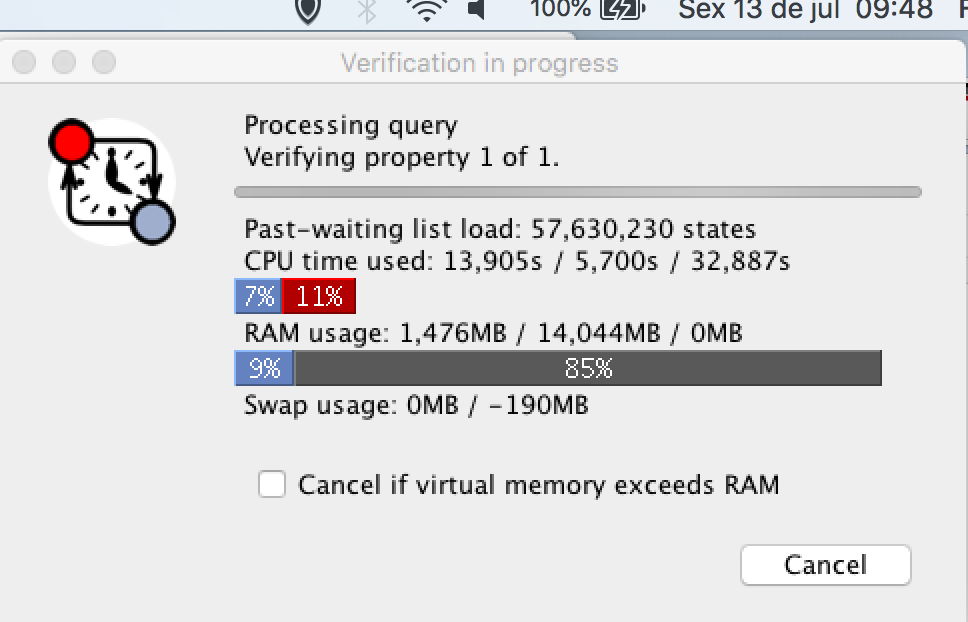 100% Sex 13 de jul 09:48
Verification in progress
Processing query
Verifying property 1 of 1.
Past-waiting list load: 57,630,230 states
CPU time used: 13,905s / 5,700s / 32,887s
7% 11%
RAM usage: 1,476MB / 14,044MB / 0MB
9% 85%
Swap usage: 0MB / -190MB
Cancel if virtual memory exceeds RAM
Cancel